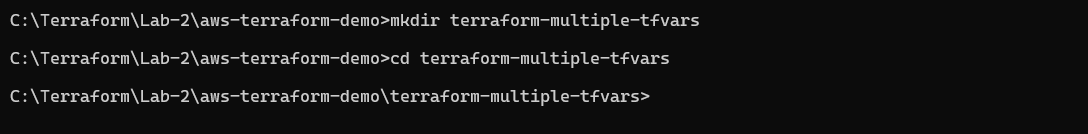 C:\Terraform\Lab-2\aws-terraform-demo>mkdir terraform-multiple-tfvars
C:\Terraform\Lab-2\aws-terraform-demo>cd terraform-multiple-tfvars
C:\Terraform\Lab-2\aws-terraform-demo\terraform-multiple-tfvars>